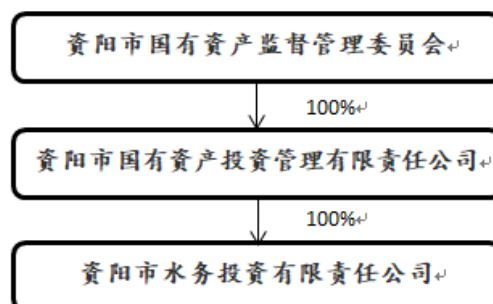 资阳市国有资产监督管理委员会
100%
资阳市国有资产投资管理有限责任公司
100%
资阳市水务投资有限责任公司